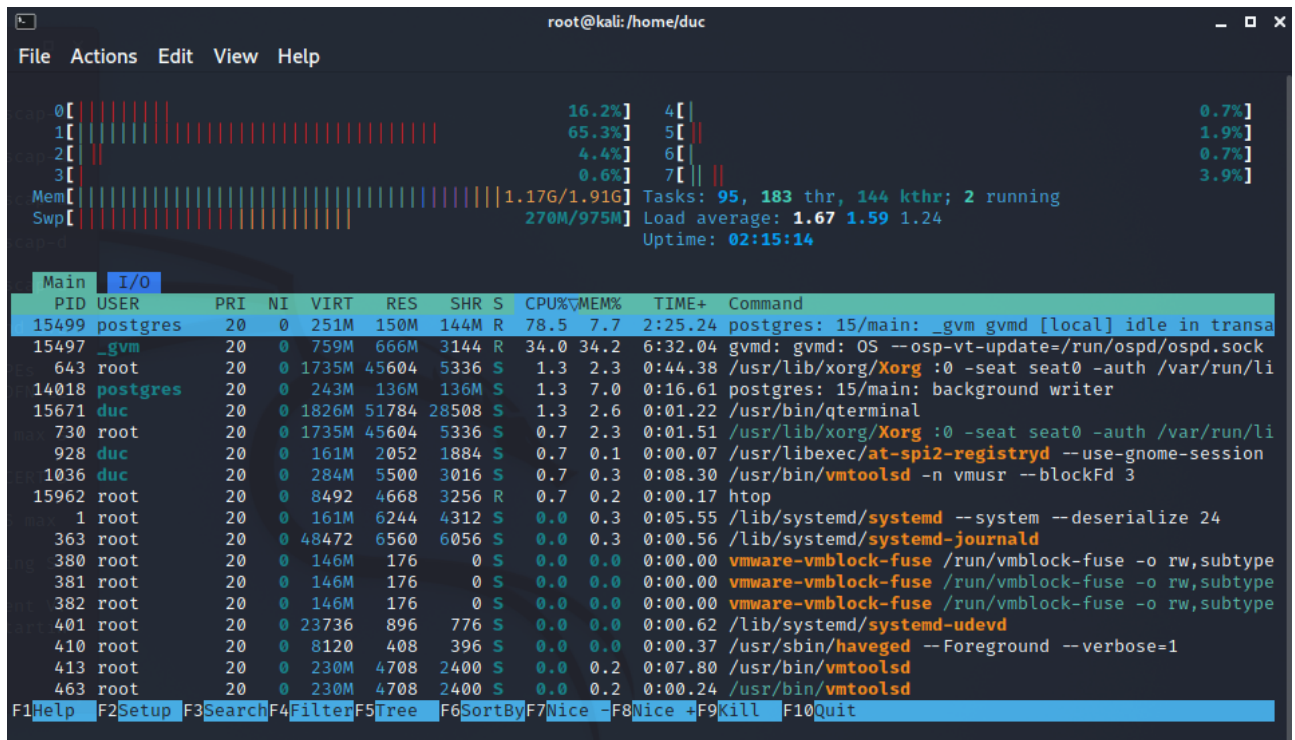 root@kali:/home/duc
File Actions Edit View Help
0[ 16.2%] 4[ 0.7%]
1[ 65.3%] 5[ 1.9%]
2[ 4.4%] 6[ 0.7%]
3[ 0.6%] 7[ 3.9%]
Mem[ 1.17G/1.91G] Tasks: 95, 183 thr, 144 kthr; 2 running
Swp[ 270M/975M] Load average: 1.67 1.59 1.24
Uptime: 02:15:14
Main I/O
PID USER PRI NI VIRT RES SHR S CPU%▽MEM% TIME+ Command
15499 postgres 20 0 251M 150M 144M R 78.5 7.7 2:25.24 postgres: 15/main: _gvm gvmd [local] idle in transa
15497 _gvm 20 0 759M 666M 3144 R 34.0 34.2 6:32.04 gvmd: gvmd: OS --osp-vt-update=/run/ospd/ospd.sock
643 root 20 0 1735M 45604 5336 S 1.3 2.3 0:44.38 /usr/lib/xorg/Xorg :0 -seat seat0 -auth /var/run/li
14018 postgres 20 0 243M 136M 136M S 1.3 7.0 0:16.61 postgres: 15/main: background writer
15671 duc 20 0 1826M 51784 28508 S 1.3 2.6 0:01.22 /usr/bin/qterminal
730 root 20 0 1735M 45604 5336 S 0.7 2.3 0:01.51 /usr/lib/xorg/Xorg :0 -seat seat0 -auth /var/run/li
928 duc 20 0 161M 2052 1884 S 0.7 0.1 0:00.07 /usr/libexec/at-spi2-registryd --use-gnome-session
1036 duc 20 0 284M 5500 3016 S 0.7 0.3 0:08.30 /usr/bin/vmtoolsd -n vmusr --blockFd 3
15962 root 20 0 8492 4668 3256 R 0.7 0.2 0:00.17 htop
1 root 20 0 161M 6244 4312 S 0.0 0.3 0:05.55 /lib/systemd/systemd --system --deserialize 24
363 root 20 0 48472 6560 6056 S 0.0 0.3 0:00.56 /lib/systemd/systemd-journald
380 root 20 0 146M 176 0 S 0.0 0.0 0:00.00 vmware-vmblock-fuse /run/vmblock-fuse -o rw,subtype
381 root 20 0 146M 176 0 S 0.0 0.0 0:00.00 vmware-vmblock-fuse /run/vmblock-fuse -o rw,subtype
382 root 20 0 146M 176 0 S 0.0 0.0 0:00.00 vmware-vmblock-fuse /run/vmblock-fuse -o rw,subtype
401 root 20 0 23736 896 776 S 0.0 0.0 0:00.62 /lib/systemd/systemd-udevd
410 root 20 0 8120 408 396 S 0.0 0.0 0:00.37 /usr/sbin/haveged --Foreground --verbose=1
413 root 20 0 230M 4708 2400 S 0.0 0.2 0:07.80 /usr/bin/vmtoolsd
463 root 20 0 230M 4708 2400 S 0.0 0.2 0:00.24 /usr/bin/vmtoolsd
F1Help F2Setup F3SearchF4FilterF5Tree F6SortByF7Nice -F8Nice +F9Kill F10Quit